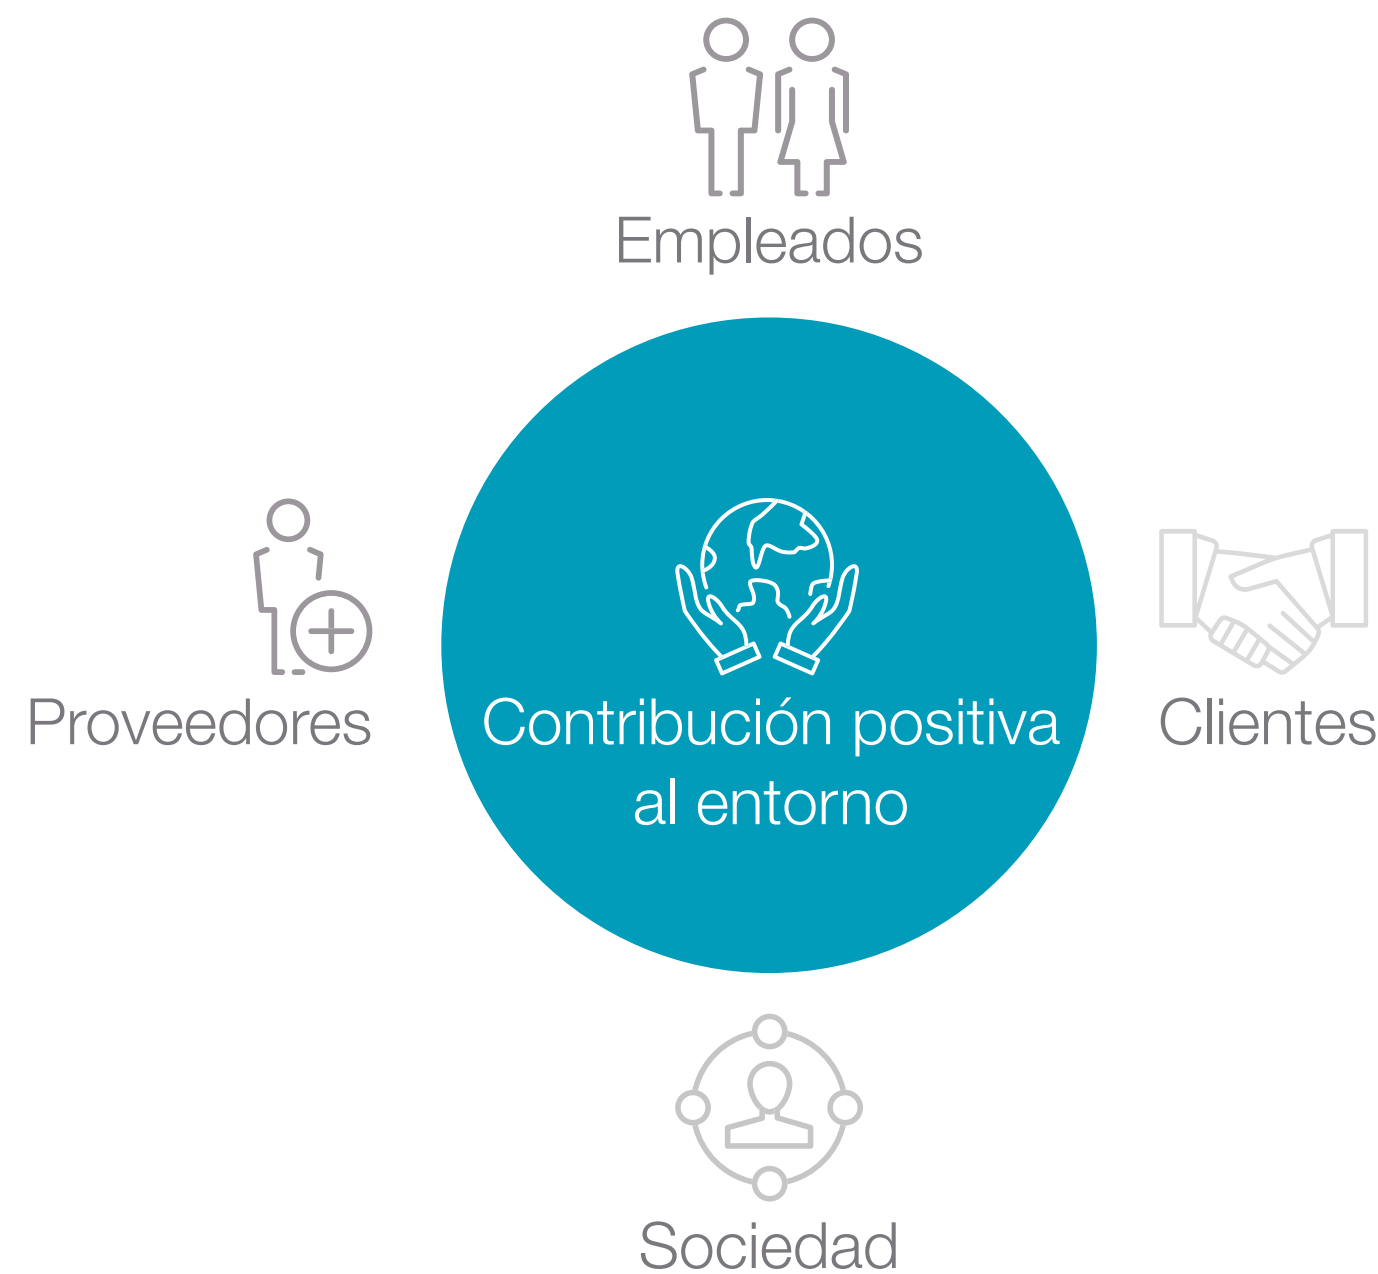 Empleados
Proveedores
Contribución positiva
al entorno
Clientes
Sociedad